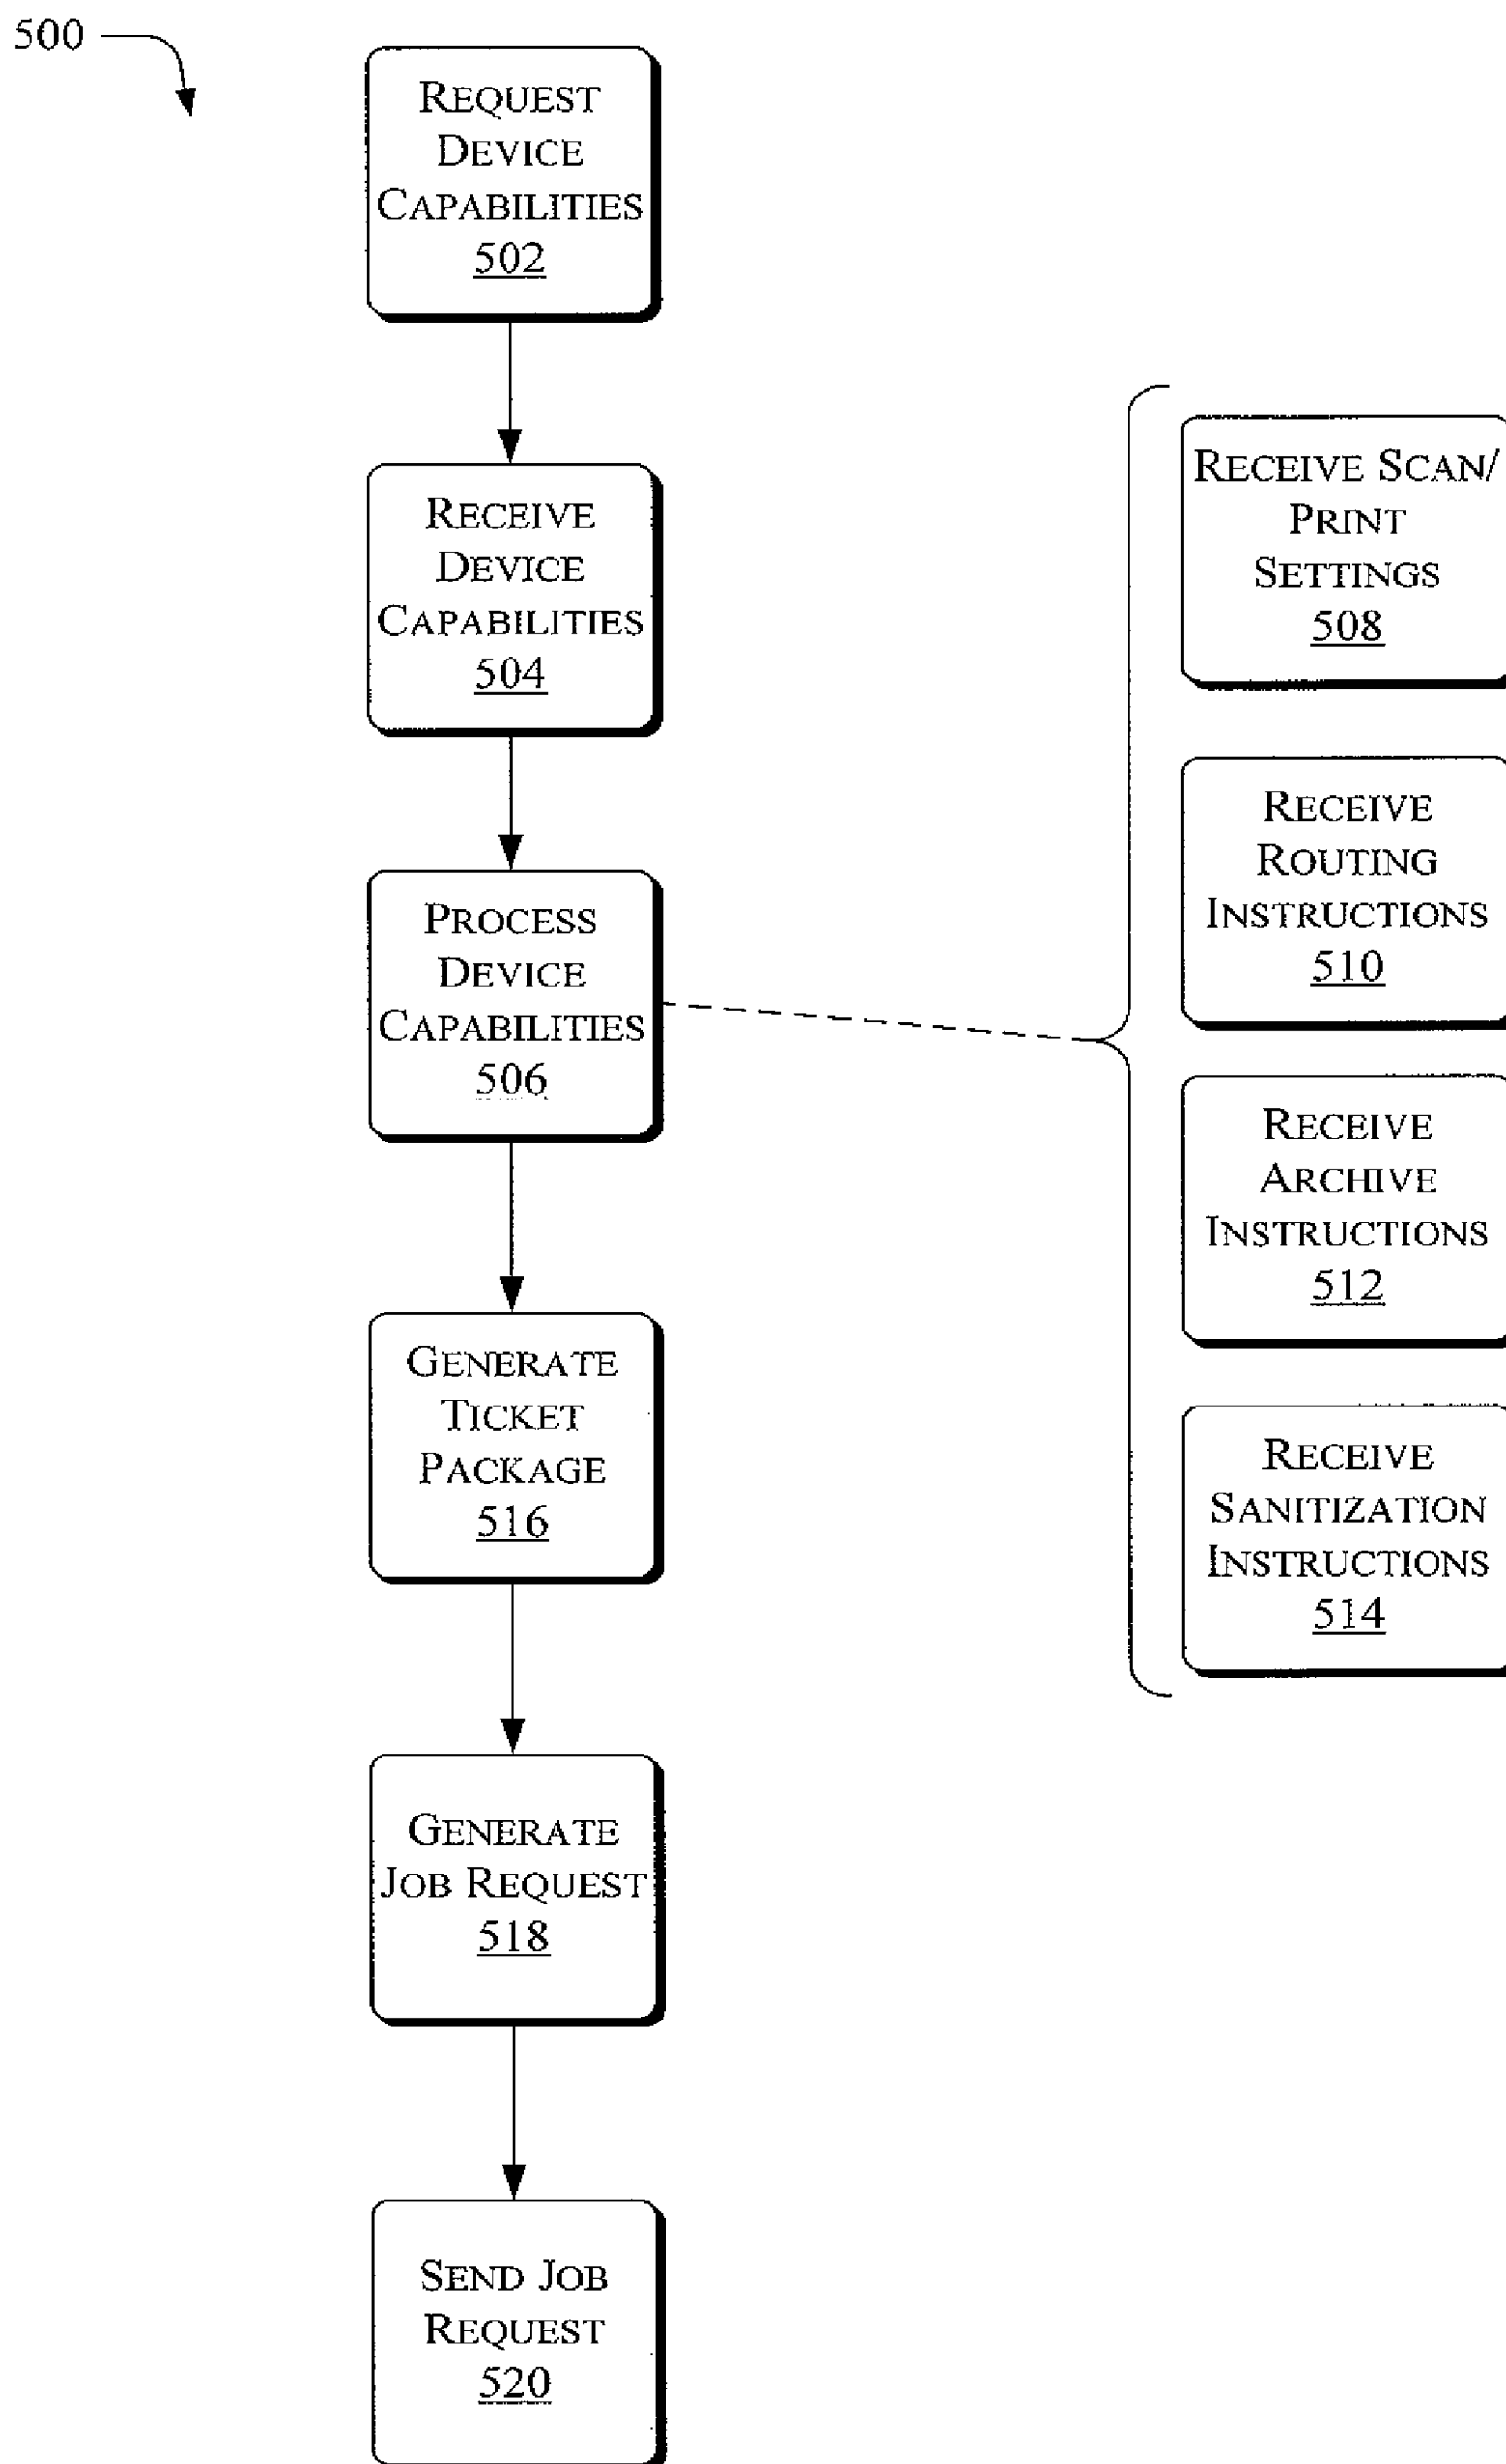 500
REQUEST
DEVICE
CAPABILITIES
502
RECEIVE
DEVICE
CAPABILITIES
504
PROCESS
DEVICE
CAPABILITIES
506
RECEIVE SCAN/
PRINT
SETTINGS
508
RECEIVE
ROUTING
INSTRUCTIONS
510
RECEIVE
ARCHIVE
INSTRUCTIONS
512
RECEIVE
SANITIZATION
INSTRUCTIONS
514
GENERATE
TICKET
PACKAGE
516
GENERATE
JOB REQUEST
518
SEND JOB
REQUEST
520